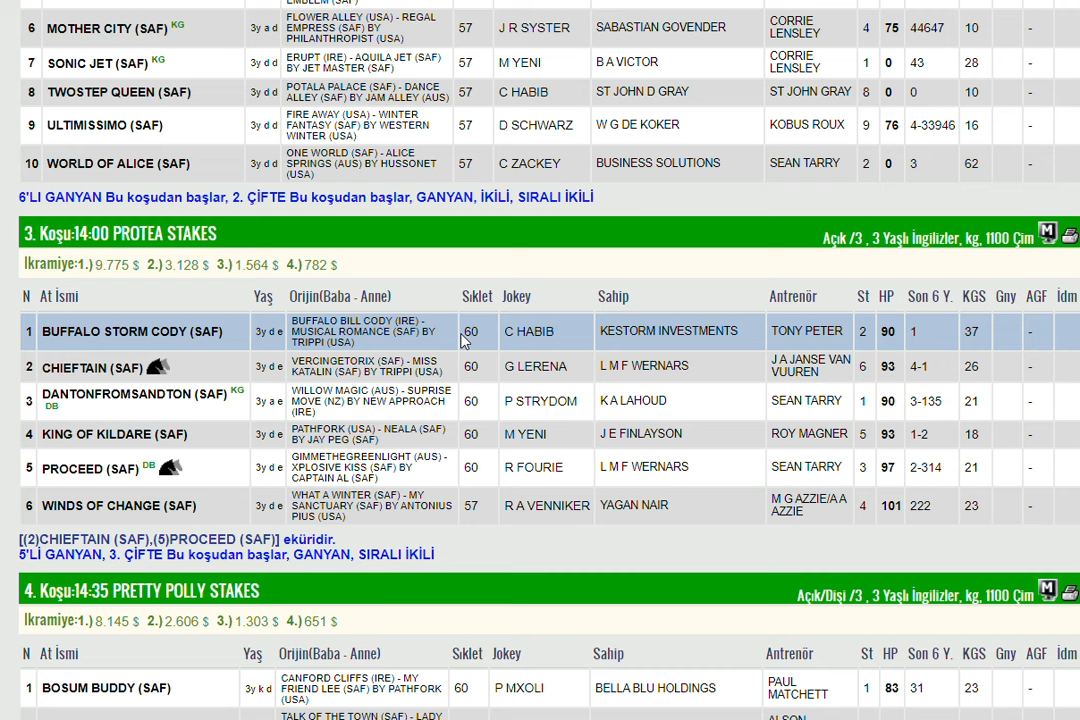 EMBLEM (SAF)
6 MOTHER CITY (SAF) KG 3y a d FLOWER ALLEY (USA) - REGAL EMPRESS (SAF) BY PHILANTHROPIST (USA) 57 J R SYSTER SABASTIAN GOVENDER CORRIE LENSLEY 4 75 44647 10 -
7 SONIC JET (SAF) KG 3y d d ERUPT (IRE) - AQUILA JET (SAF) BY JET MASTER (SAF) 57 M YENI B A VICTOR CORRIE LENSLEY 1 0 43 28 -
8 TWOSTEP QUEEN (SAF) 3y d d POTALA PALACE (SAF) - DANCE ALLEY (SAF) BY JAM ALLEY (AUS) 57 C HABIB ST JOHN D GRAY ST JOHN GRAY 8 0 0 10 -
9 ULTIMISSIMO (SAF) 3y d d FIRE AWAY (USA) - WINTER FANTASY (SAF) BY WESTERN WINTER (USA) 57 D SCHWARZ W G DE KOKER KOBUS ROUX 9 76 4-33946 16 -
10 WORLD OF ALICE (SAF) 3y d d ONE WORLD (SAF) - ALICE SPRINGS (AUS) BY HUSSONET (USA) 57 C ZACKEY BUSINESS SOLUTIONS SEAN TARRY 2 0 3 62 -
6'LI GANYAN Bu koşudan başlar, 2. ÇİFTE Bu koşudan başlar, GANYAN, İKİLİ, SIRALI İKİLİ
3. Koşu:14:00 PROTEA STAKES Açık /3 , 3 Yaşlı İngilizler, kg, 1100 Çim M
Ikramiye:1.) 9.775 $ 2.) 3.128 $ 3.) 1.564 $ 4.) 782 $
N At İsmi Yaş Orijin(Baba - Anne) Sıklet Jokey Sahip Antrenör St HP Son 6 Y. KGS Gny AGF İdm
1 BUFFALO STORM CODY (SAF) 3y d e BUFFALO BILL CODY (IRE) - MUSICAL ROMANCE (SAF) BY TRIPPI (USA) 60 C HABIB KESTORM INVESTMENTS TONY PETER 2 90 1 37 -
2 CHIEFTAIN (SAF) 3y d e VERCINGETORIX (SAF) - MISS KATALIN (SAF) BY TRIPPI (USA) 60 G LERENA L M F WERNARS J A JANSE VAN VUUREN 6 93 4-1 26 -
3 DANTONFROMSANDTON (SAF) KG DB 3y a e WILLOW MAGIC (AUS) - SUPRISE MOVE (NZ) BY NEW APPROACH (IRE) 60 P STRYDOM K A LAHOUD SEAN TARRY 1 90 3-135 21 -
4 KING OF KILDARE (SAF) 3y d e PATHFORK (USA) - NEALA (SAF) BY JAY PEG (SAF) 60 M YENI J E FINLAYSON ROY MAGNER 5 93 1-2 18 -
5 PROCEED (SAF) DB 3y d e GIMMETHEGREENLIGHT (AUS) - XPLOSIVE KISS (SAF) BY CAPTAIN AL (SAF) 60 R FOURIE L M F WERNARS SEAN TARRY 3 97 2-314 21 -
6 WINDS OF CHANGE (SAF) 3y d e WHAT A WINTER (SAF) - MY SANCTUARY (SAF) BY ANTONIUS PIUS (USA) 57 R A VENNIKER YAGAN NAIR M G AZZIE/A A AZZIE 4 101 222 23 -
[(2)CHIEFTAIN (SAF),(5)PROCEED (SAF)] eküridir.
5'Lİ GANYAN, 3. ÇİFTE Bu koşudan başlar, GANYAN, SIRALI İKİLİ
4. Koşu:14:35 PRETTY POLLY STAKES Açık/Dişi /3 , 3 Yaşlı İngilizler, kg, 1100 Çim M
Ikramiye:1.) 8.145 $ 2.) 2.606 $ 3.) 1.303 $ 4.) 651 $
N At İsmi Yaş Orijin(Baba - Anne) Sıklet Jokey Sahip Antrenör St HP Son 6 Y. KGS Gny AGF İdm
1 BOSUM BUDDY (SAF) 3y k d CANFORD CLIFFS (IRE) - MY FRIEND LEE (SAF) BY PATHFORK (USA) 60 P MXOLI BELLA BLU HOLDINGS PAUL MATCHETT 1 83 31 23 -
TALK OF THE TOWN (SAF) - LADY ALSON